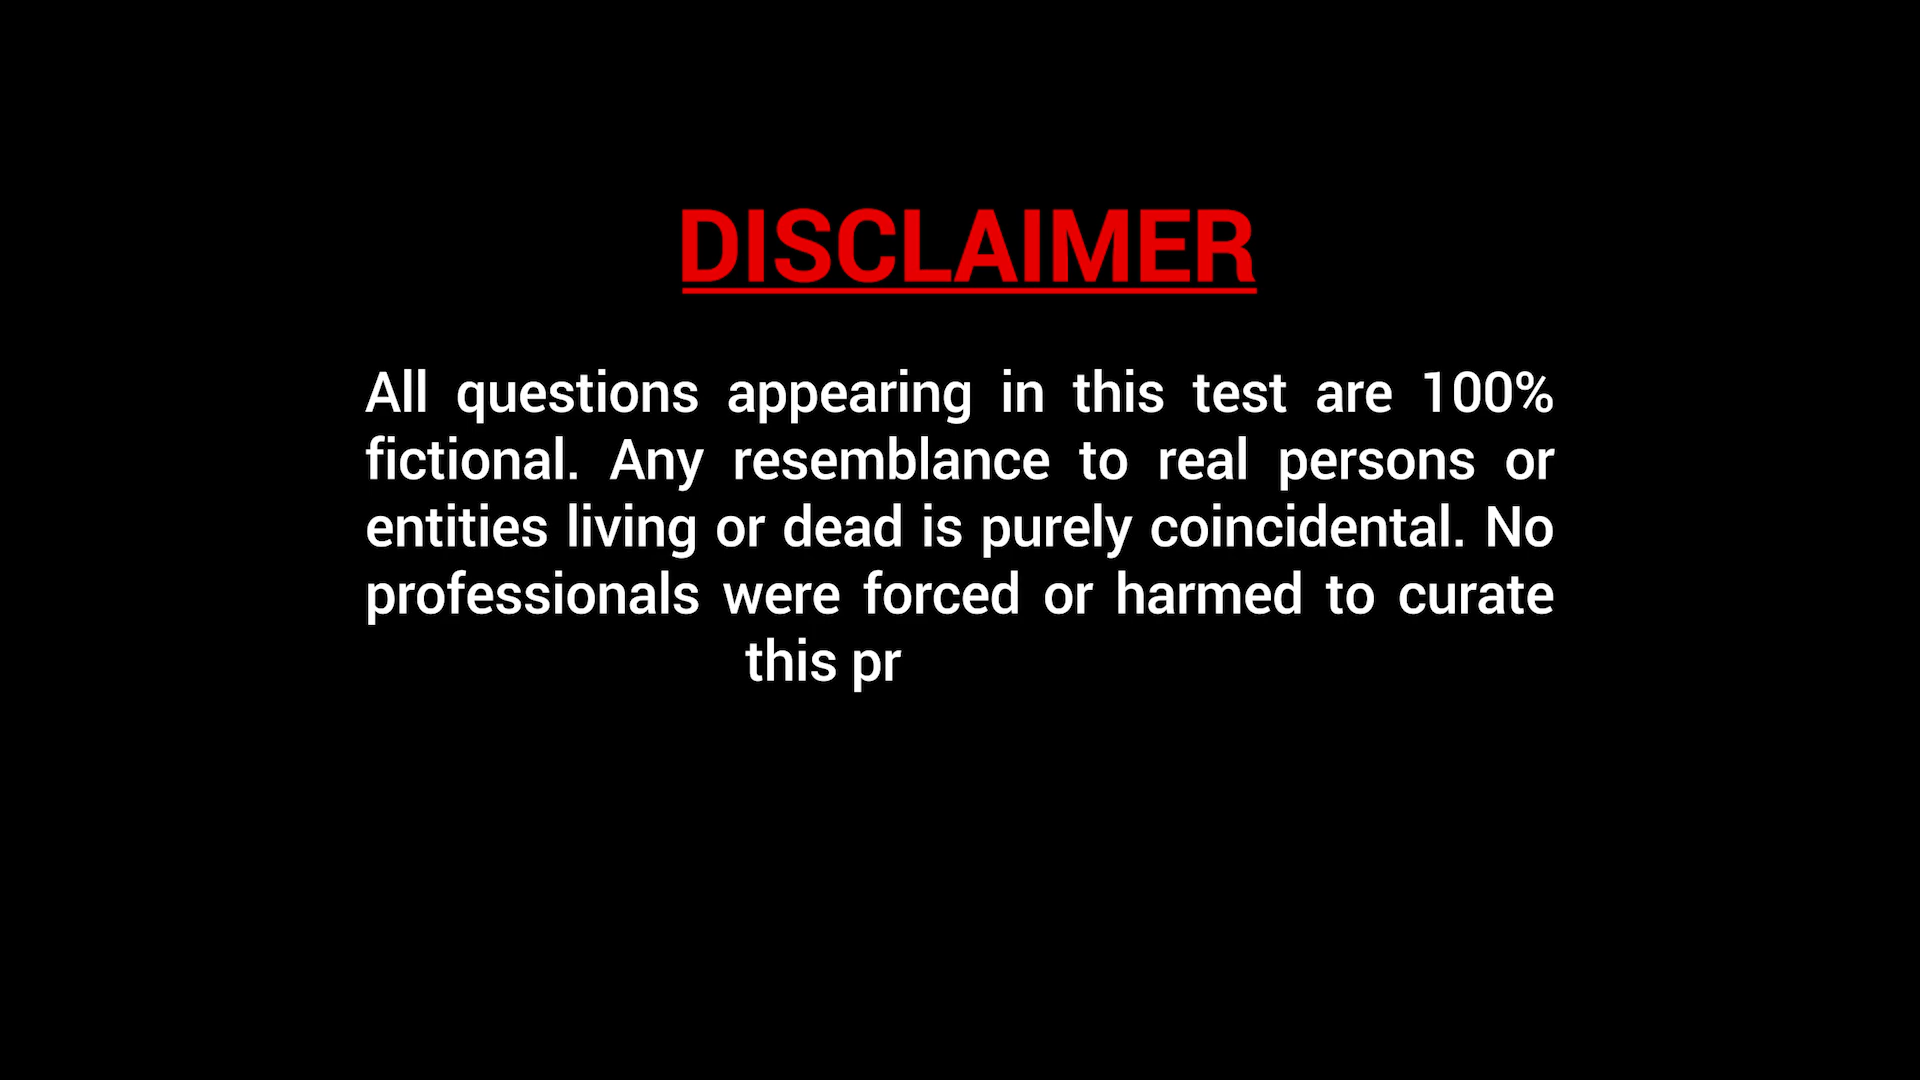 DISCLAIMER
All questions appearing in this test are 100%
fictional. Any resemblance to real persons or
entities living or dead is purely coincidental. No
professionals were forced or harmed to curate
this pr